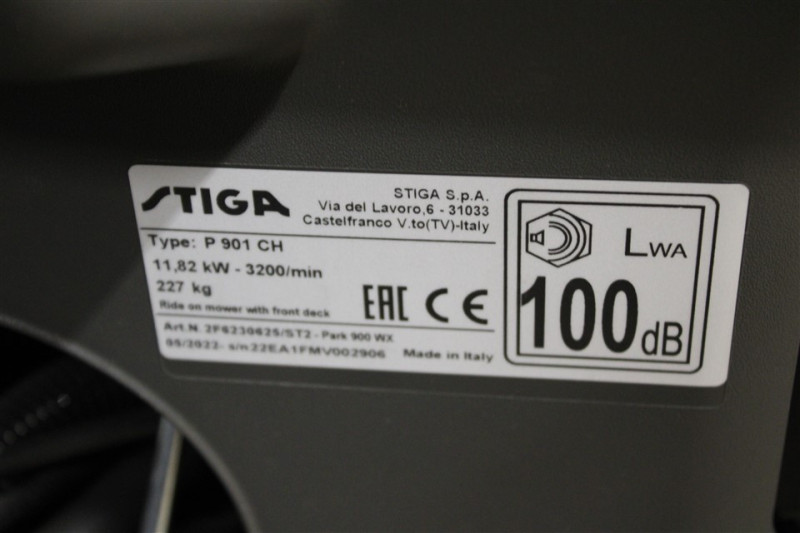 STIGA
STIGA S.p.A.
Via del Lavoro,6 - 31033
Castelfranco V.to(TV)-Italy
Type: P 901 CH
11,82 kW - 3200/min
227 kg
Ride on mower with front deck
EAC CE
Art.N. 2F6230625/ST2 - Park 900 WX
05/2022- s/n22EA1FMV002906 Made in Italy
LWA
100dB